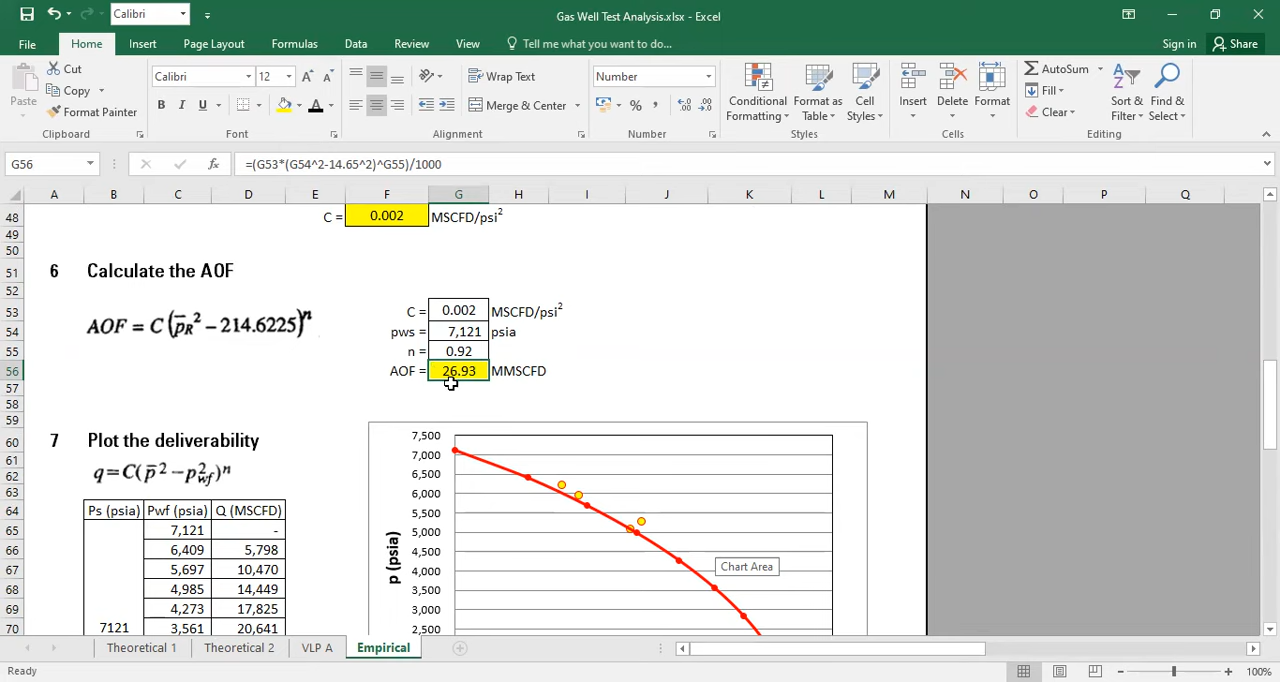 Calibri
Gas Well Test Analysis.xlsx - Excel
File Home Insert Page Layout Formulas Data Review View Tell me what you want to do... Sign in Share
Paste Cut Copy Format Painter Clipboard
Calibri 12 B I U A Font
Wrap Text Merge & Center Alignment
Number % , Number
Conditional Formatting Format as Table Cell Styles Styles
Insert Delete Format Cells
AutoSum Fill Clear Sort & Filter Find & Select Editing
G56 fx =(G53*(G54^2-14.65^2)^G55)/1000
A B C D E F G H I J K L M N O P Q
48 C = 0.002 MSCFD/psi²
49
50
51 6 Calculate the AOF
52
53 C = 0.002 MSCFD/psi²
AOF = C(p̅R² − 214.6225)ⁿ
54 pws = 7,121 psia
55 n = 0.92
56 AOF = 26.93 MMSCFD
57
58
59
60 7 Plot the deliverability
61
62 q = C(p̅² − p²wf)ⁿ
63
64 Ps (psia) Pwf (psia) Q (MSCFD)
65 7,121 -
66 6,409 5,798
67 5,697 10,470
68 4,985 14,449
69 4,273 17,825
70 7121 3,561 20,641
p (psia)
7,500
7,000
6,500
6,000
5,500
5,000
4,500
4,000
3,500
3,000
2,500
Chart Area
Theoretical 1 Theoretical 2 VLP A Empirical
Ready 100%